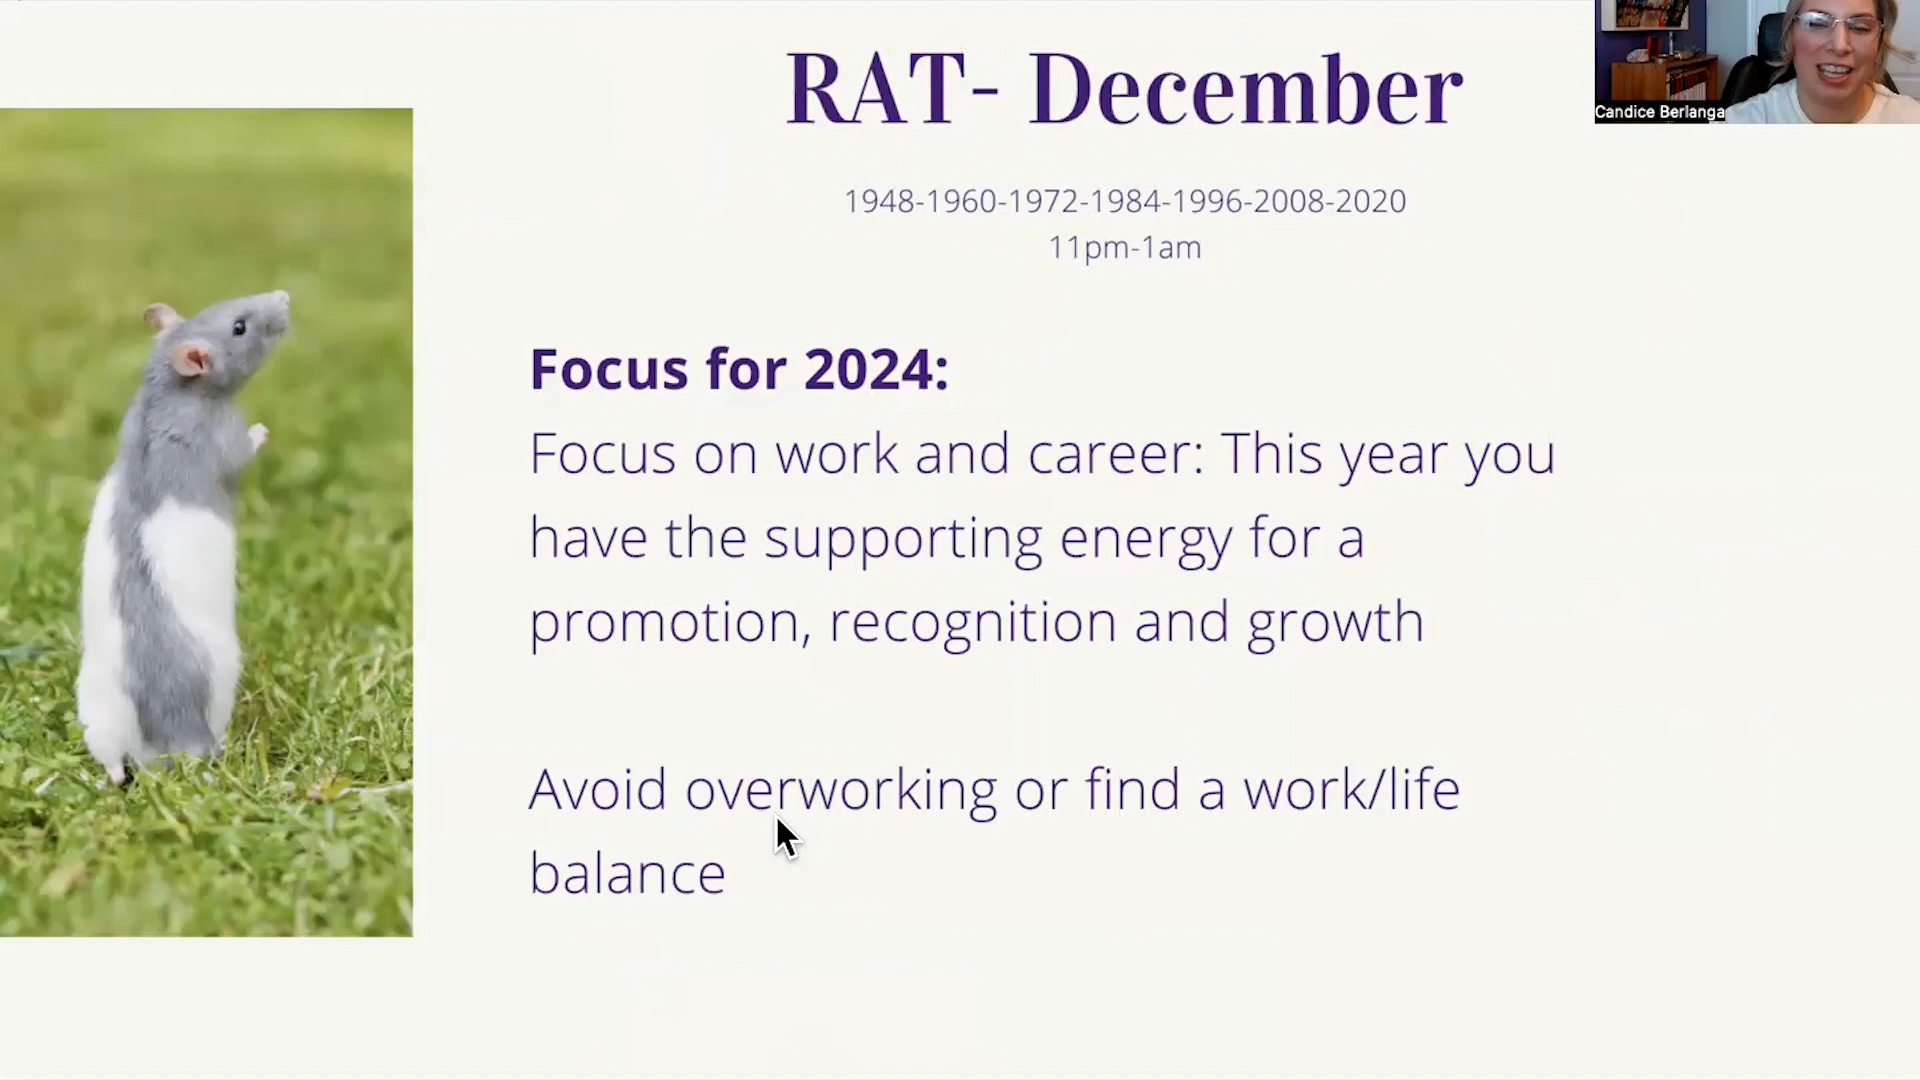 RAT- December
Candice Berlanga
1948-1960-1972-1984-1996-2008-2020
11pm-1am
Focus for 2024:
Focus on work and career: This year you
have the supporting energy for a
promotion, recognition and growth
Avoid overworking or find a work/life
balance